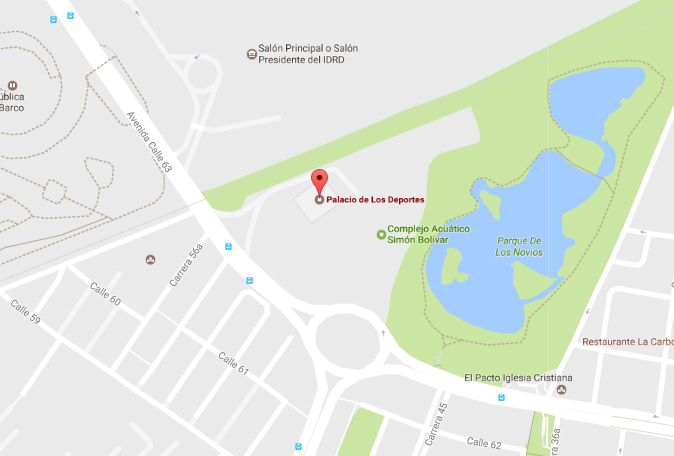 Salón Principal o Salón
Presidente del IDRD
ública
Barco
Avenida Calle 63
Palacio de Los Deportes
Complejo Acuático
Simón Bolívar
Parque De
Los Novios
Carrera 56a
Calle 60
Calle 59
Calle 61
Restaurante La Carbo
El Pacto Iglesia Cristiana
Carrera 45
Calle 62
36a